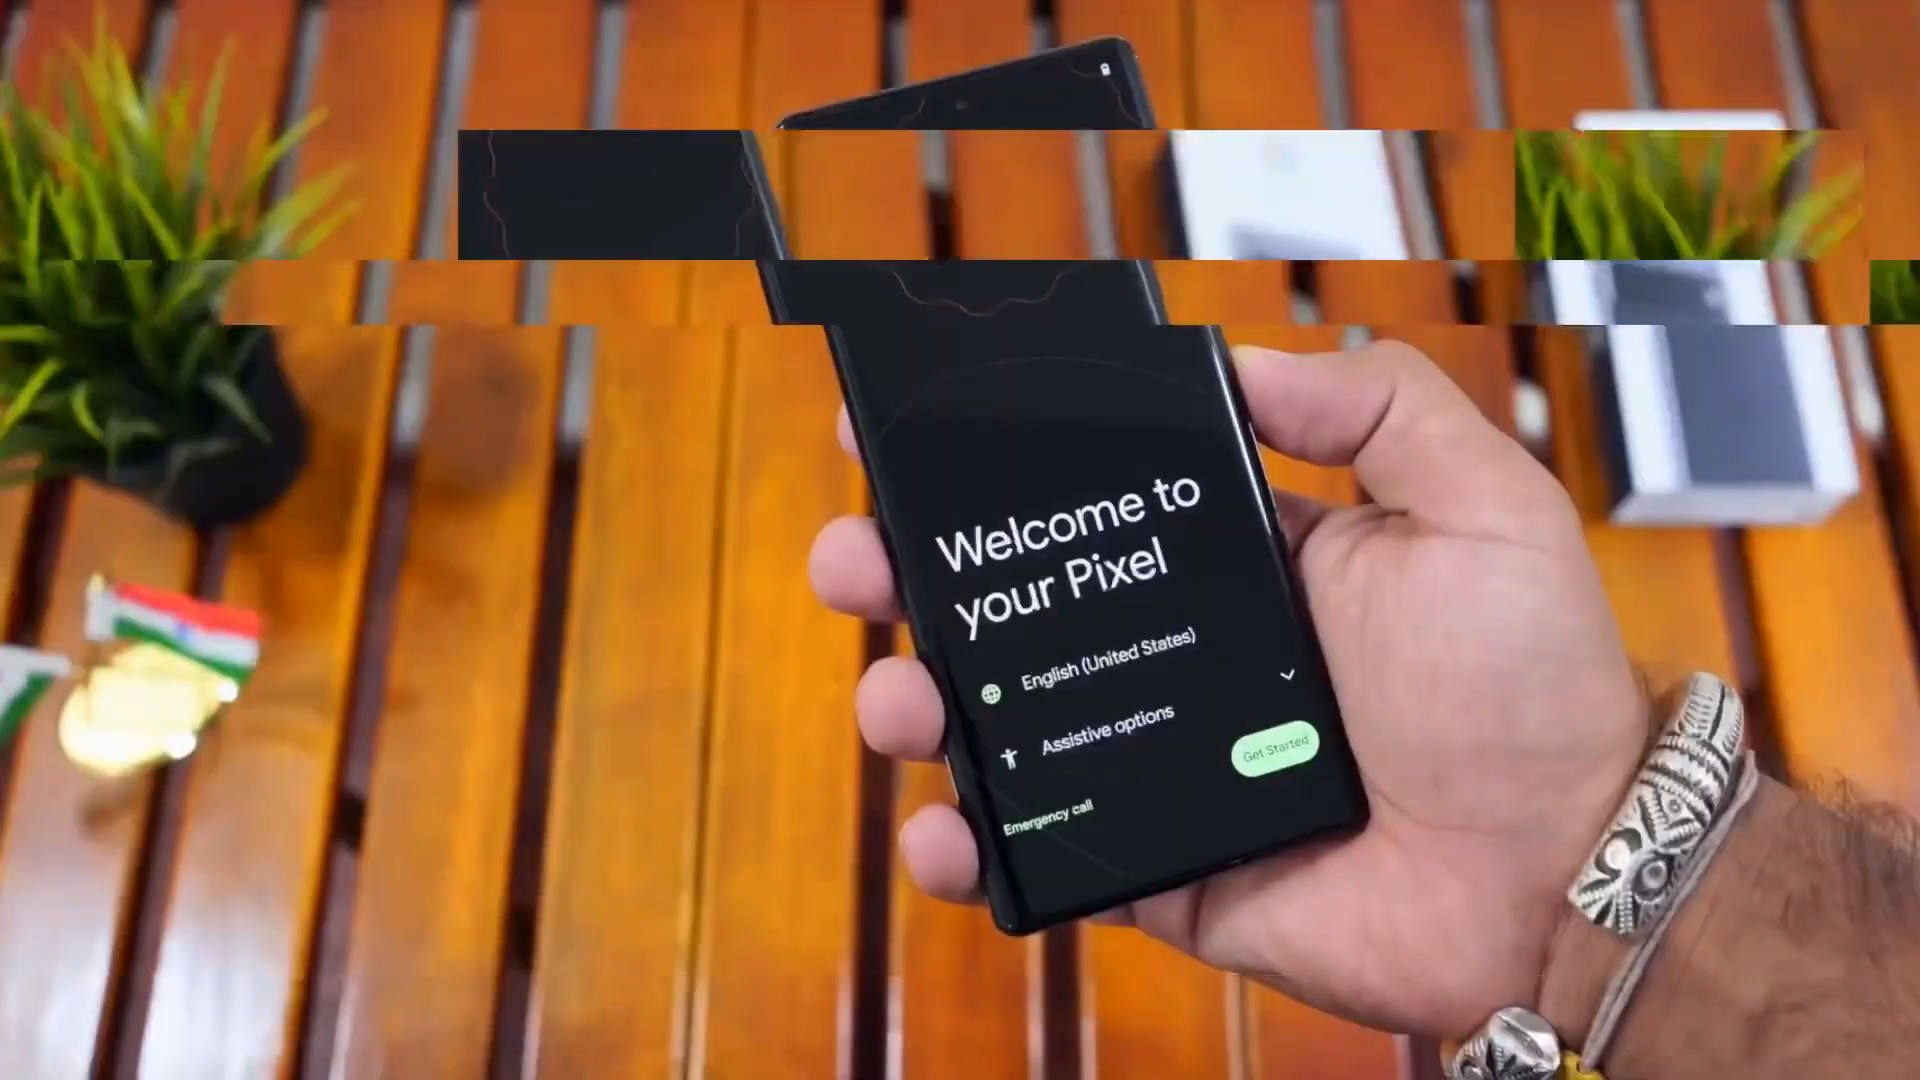 Welcome to
your Pixel
English (United States)
Assistive options
Get Started
Emergency call